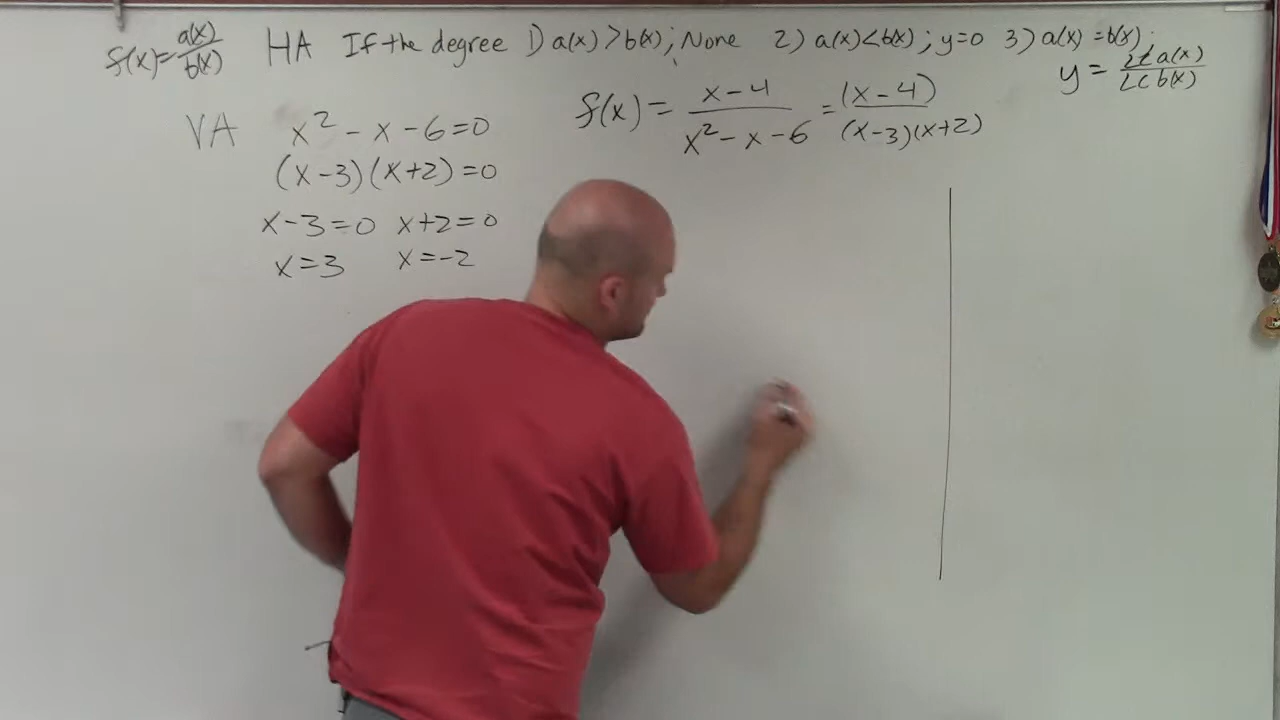 f(x)=a(x)/b(x) HA If the degree 1) a(x)>b(x); None 2) a(x)<b(x); y=0 3) a(x)=b(x);
y = LC a(x)/LC b(x)
f(x) = x-4/x²-x-6 = (x-4)/(x-3)(x+2)
VA x²-x-6=0
(x-3)(x+2)=0
x-3=0 x+2=0
x=3 x=-2